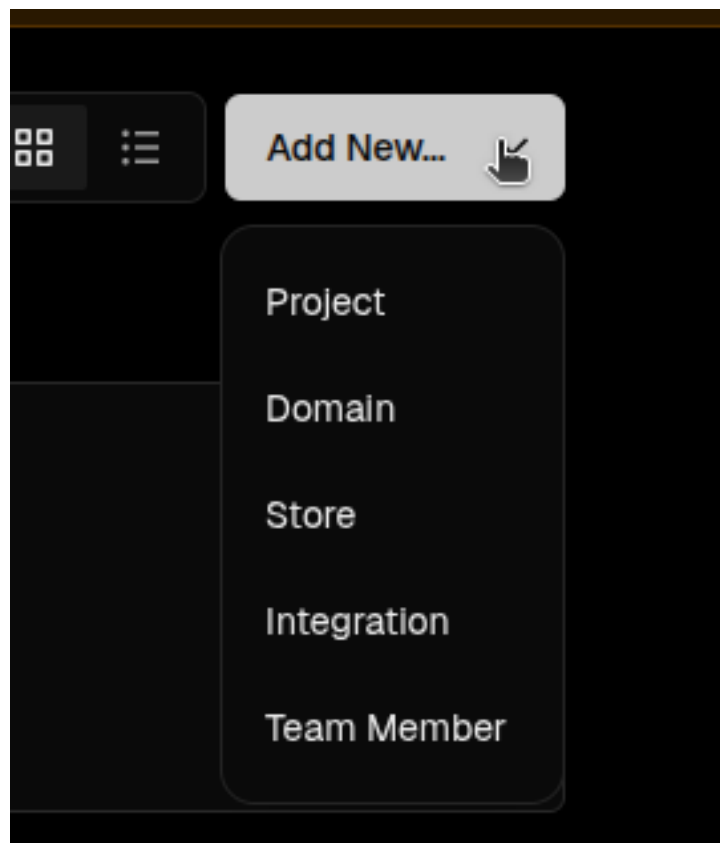 Add New...
Project
Domain
Store
Integration
Team Member